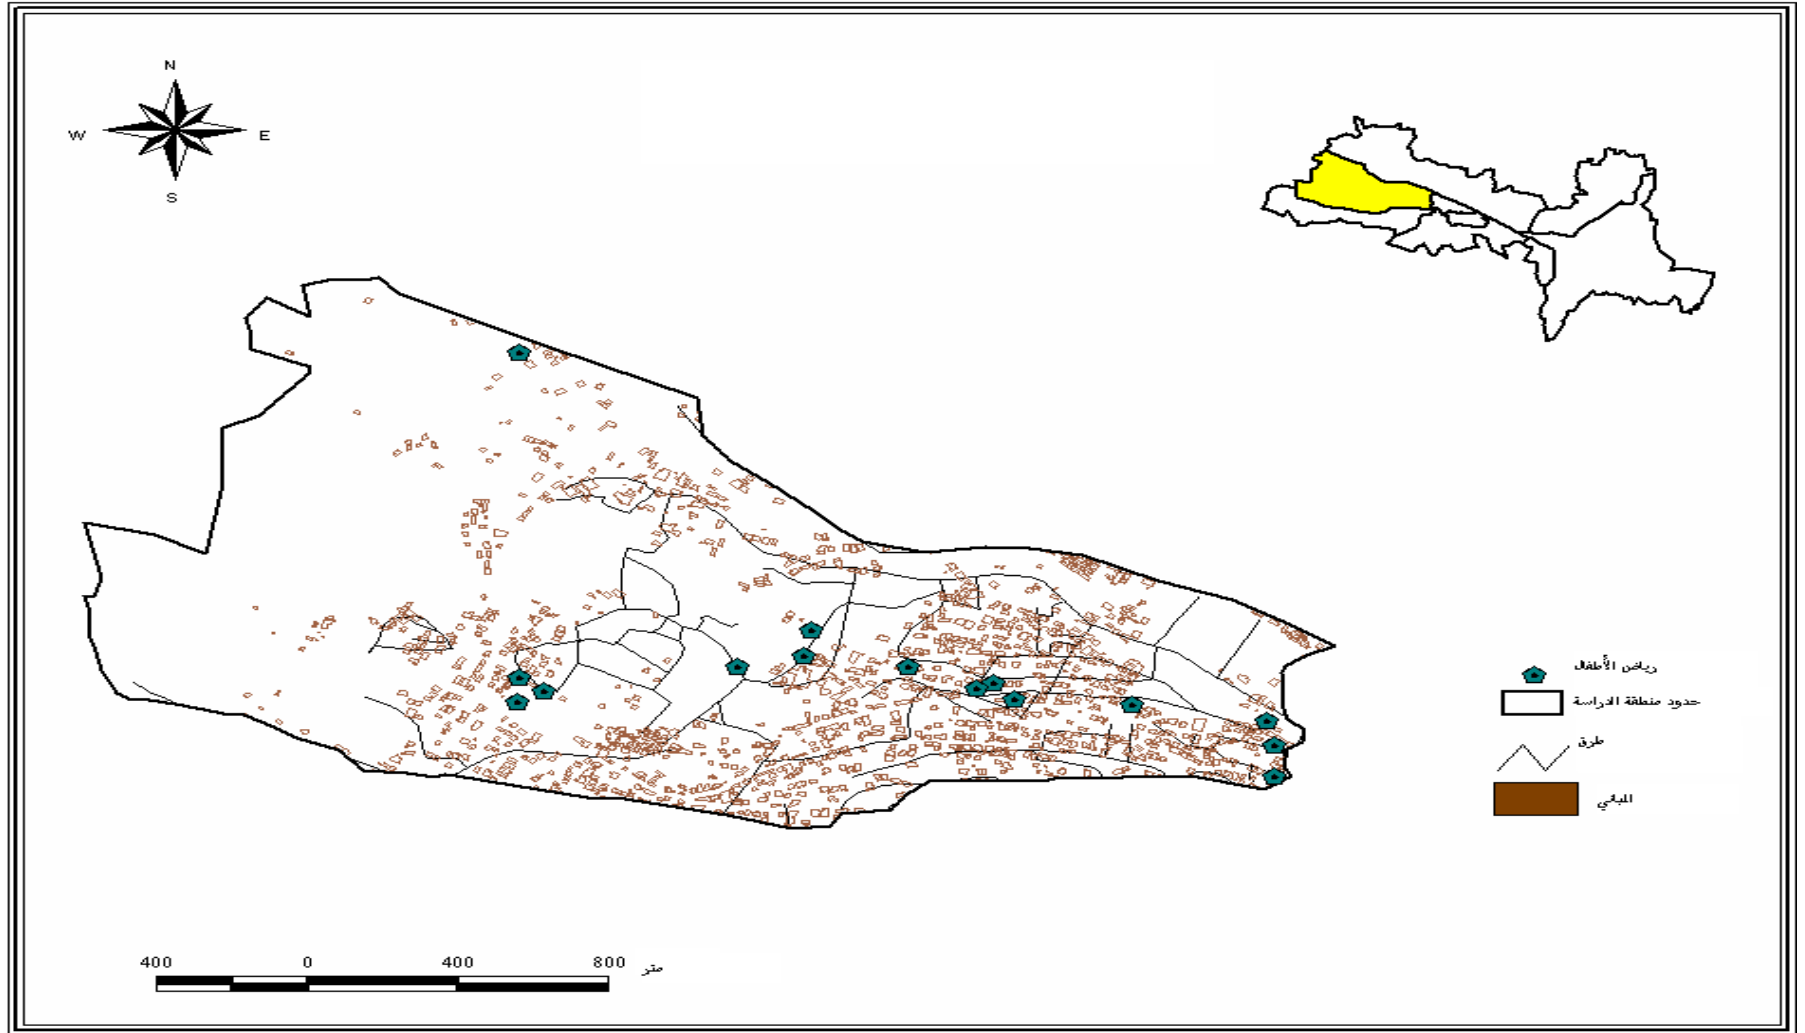 N
W E
S
رياض الأطفال
حدود منطقة الدراسة
طرق
المباني
400 0 400 800 متر